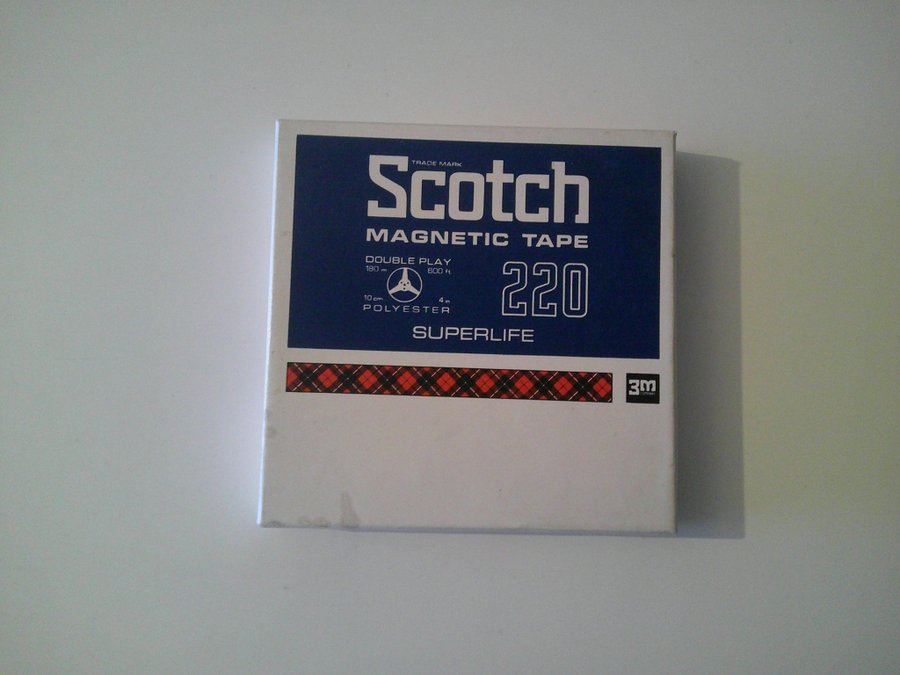 TRADE MARK
Scotch
MAGNETIC TAPE
DOUBLE PLAY
180 m 600 ft.
10 cm 4 in
POLYESTER
220
SUPERLIFE
3M